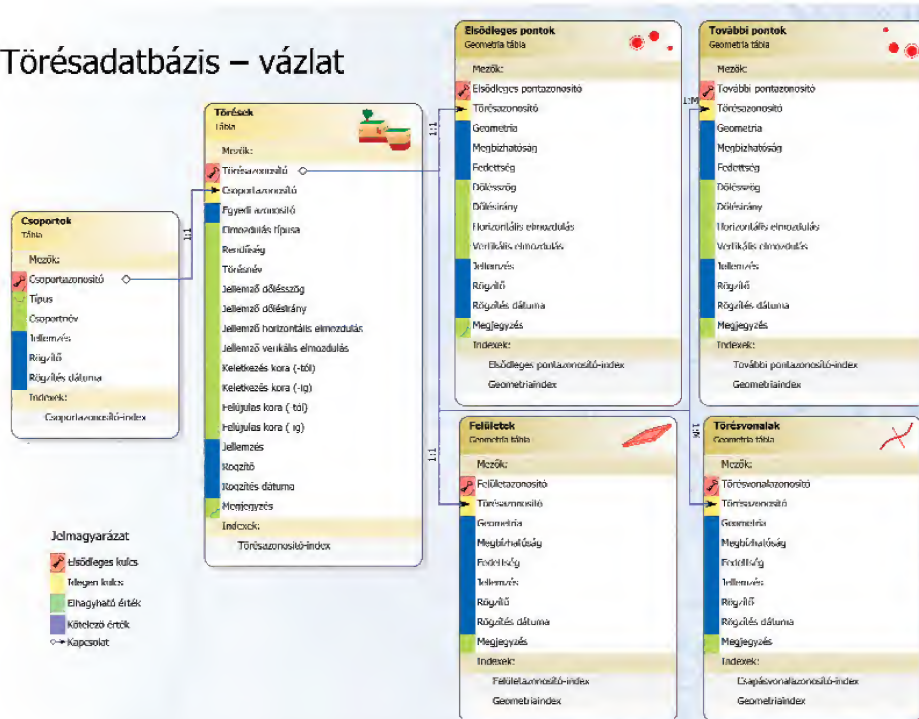 Törésadatbázis – vázlat
Csoportok
Tábla
Mezők:
Csoportazonosító
Típus
Csoportnév
Jellemzés
Rögzítő
Rögzítés dátuma
Indexek:
Csoportazonosító-index
1:1
Törések
Tábla
Mezők:
Törésazonosító
Csoportazonosító
Egyedi azonosító
Elmozdulás típusa
Rendűség
Törésnév
Jellemző dőlésszög
Jellemző dőlésirány
Jellemző horizontális elmozdulás
Jellemző vertikális elmozdulás
Keletkezés kora (-tól)
Keletkezés kora (-ig)
Felújulás kora (-tól)
Felújulás kora (-ig)
Jellemzés
Rögzítő
Rögzítés dátuma
Megjegyzés
Indexek:
Törésazonosító-index
1:1
1:1
Elsődleges pontok
Geometria tábla
Mezők:
Elsődleges pontazonosító
Törésazonosító
Geometria
Megbízhatóság
Fedettség
Dőlésszög
Dőlésirány
Horizontális elmozdulás
Vertikális elmozdulás
Jellemzés
Rögzítő
Rögzítés dátuma
Megjegyzés
Indexek:
Elsődleges pontazonosító-index
Geometriaindex
1:M
További pontok
Geometria tábla
Mezők:
További pontazonosító
Törésazonosító
Geometria
Megbízhatóság
Fedettség
Dőlésszög
Dőlésirány
Horizontális elmozdulás
Vertikális elmozdulás
Jellemzés
Rögzítő
Rögzítés dátuma
Megjegyzés
Indexek:
További pontazonosító-index
Geometriaindex
Felületek
Geometria tábla
Mezők:
Felületazonosító
Törésazonosító
Geometria
Megbízhatóság
Fedettség
Jellemzés
Rögzítő
Rögzítés dátuma
Megjegyzés
Indexek:
Felületazonosító-index
Geometriaindex
Törésvonalak
Geometria tábla
Mezők:
Törésvonalazonosító
Törésazonosító
Geometria
Megbízhatóság
Fedettség
Jellemzés
Rögzítő
Rögzítés dátuma
Megjegyzés
Indexek:
Csapásvonalazonosító-index
Geometriaindex
Jelmagyarázat
Elsődleges kulcs
Idegen kulcs
Elhagyható érték
Kötelező érték
Kapcsolat